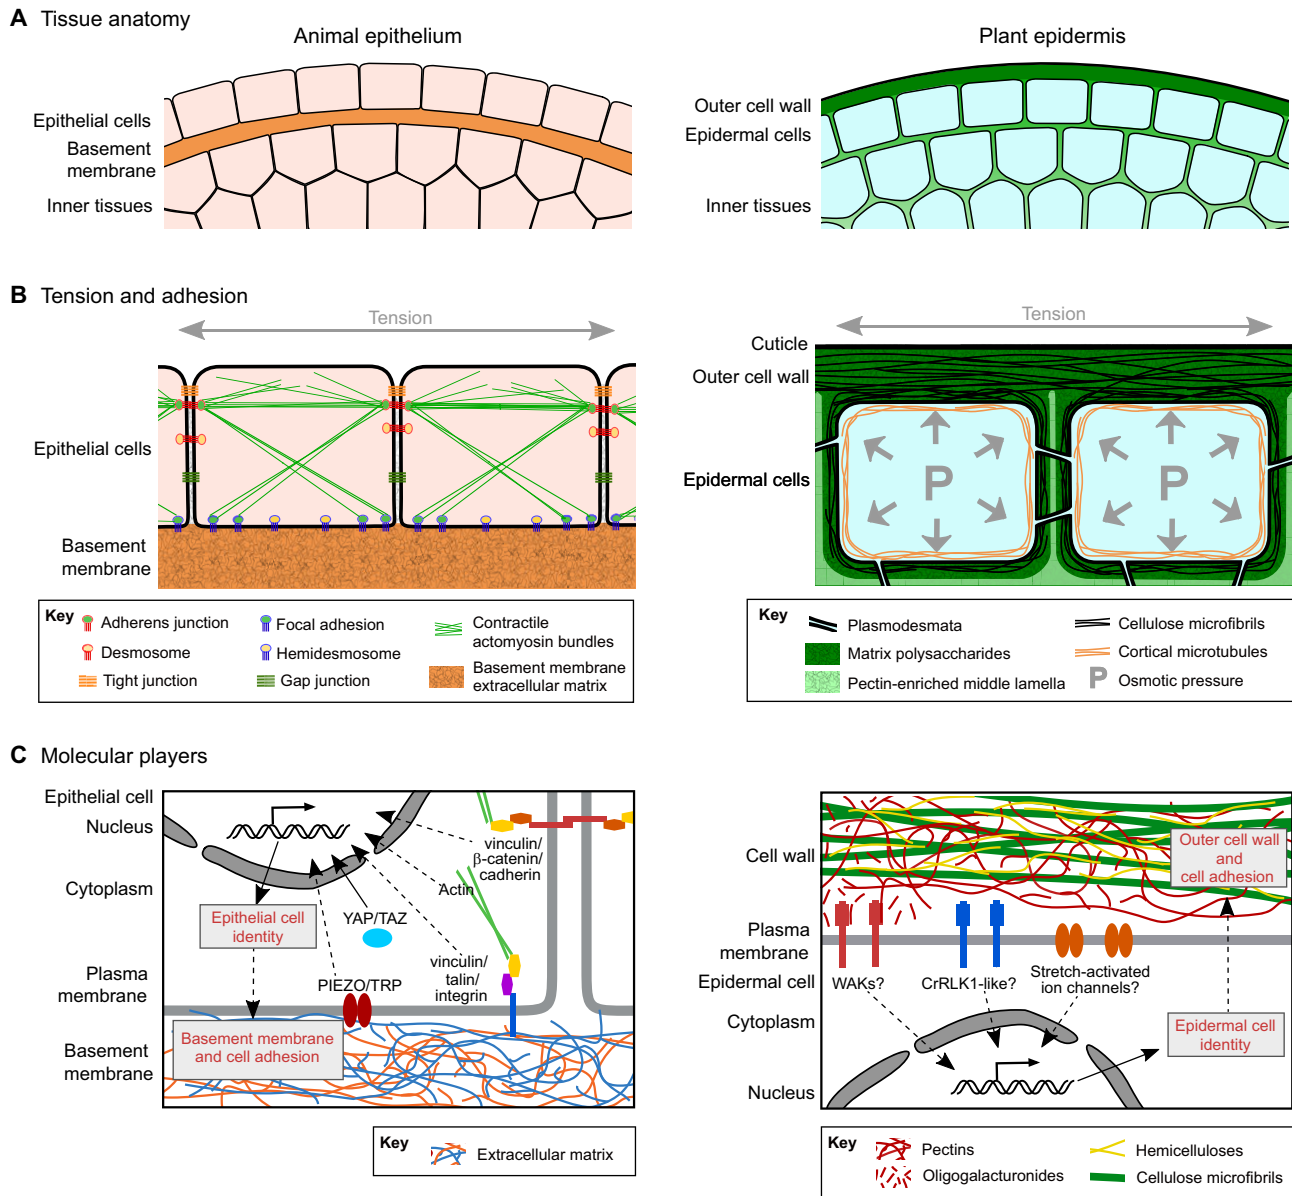 A Tissue anatomy
Animal epithelium
Epithelial cells
Basement
membrane
Inner tissues
Plant epidermis
Outer cell wall
Epidermal cells
Inner tissues
B Tension and adhesion
Tension
Epithelial cells
Basement
membrane
Key
Adherens junction
Desmosome
Tight junction
Focal adhesion
Hemidesmosome
Gap junction
Contractile
actomyosin bundles
Basement membrane
extracellular matrix
Tension
Cuticle
Outer cell wall
Epidermal cells
P
P
Key
Plasmodesmata
Matrix polysaccharides
Pectin-enriched middle lamella
Cellulose microfibrils
Cortical microtubules
P Osmotic pressure
C Molecular players
Epithelial cell
Nucleus
Cytoplasm
Plasma
membrane
Basement
membrane
vinculin/
β-catenin/
cadherin
Actin
Epithelial cell
identity
YAP/TAZ
vinculin/
talin/
integrin
PIEZO/TRP
Basement membrane
and cell adhesion
Key
Extracellular matrix
Cell wall
Plasma
membrane
Epidermal cell
Cytoplasm
Nucleus
Outer cell wall
and
cell adhesion
WAKs?
CrRLK1-like?
Stretch-activated
ion channels?
Epidermal cell
identity
Key
Pectins
Oligogalacturonides
Hemicelluloses
Cellulose microfibrils